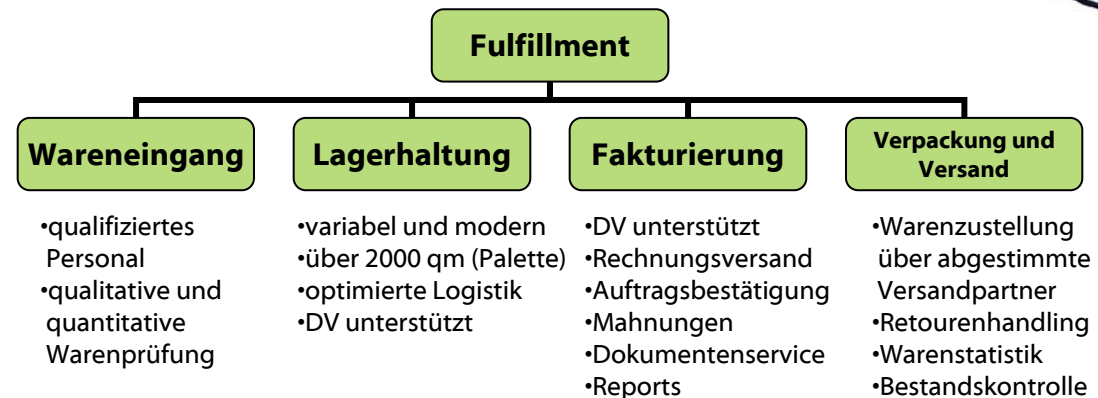 Fulfillment
Wareneingang
Lagerhaltung
Fakturierung
Verpackung und
Versand
•qualifiziertes
Personal
•qualitative und
quantitative
Warenprüfung
•variabel und modern
•über 2000 qm (Palette)
•optimierte Logistik
•DV unterstützt
•DV unterstützt
•Rechnungsversand
•Auftragsbestätigung
•Mahnungen
•Dokumentenservice
•Reports
•Warenzustellung
über abgestimmte
Versandpartner
•Retourenhandling
•Warenstatistik
•Bestandskontrolle